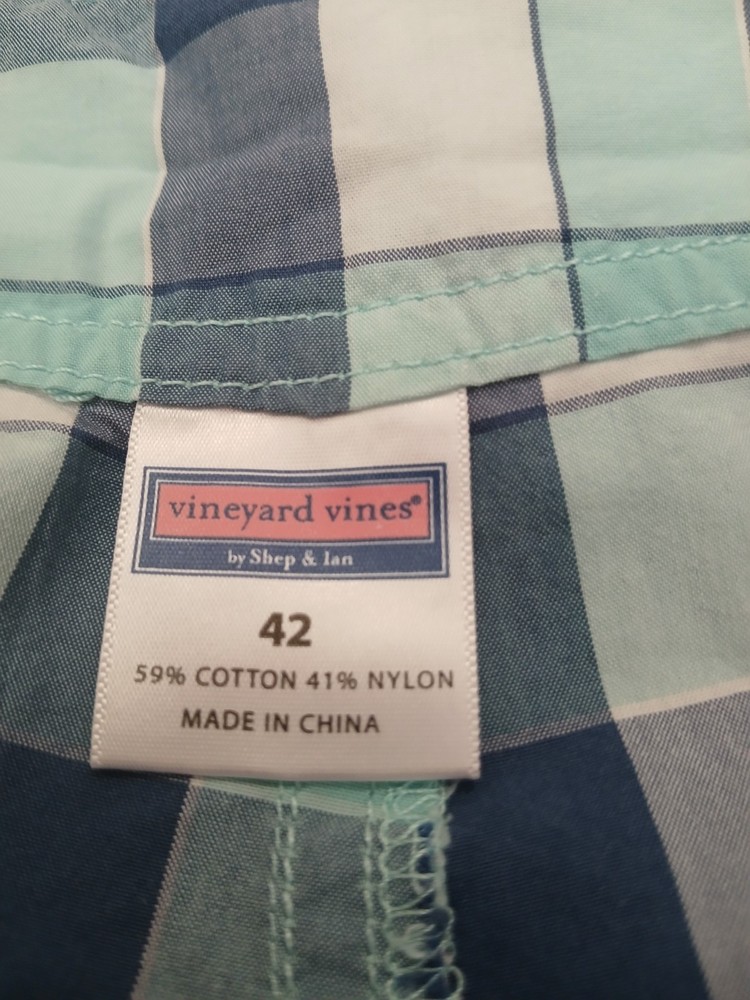 vineyard vines®
by Shep & Ian
42
59% COTTON 41% NYLON
MADE IN CHINA